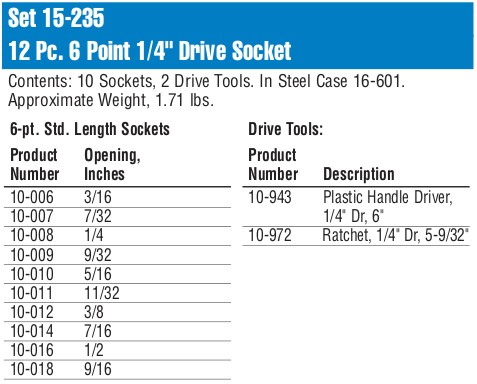 Set 15-235
12 Pc. 6 Point 1/4" Drive Socket
Contents: 10 Sockets, 2 Drive Tools. In Steel Case 16-601.
Approximate Weight, 1.71 lbs.
6-pt. Std. Length Sockets
Product Opening,
Number Inches
10-006 3/16
10-007 7/32
10-008 1/4
10-009 9/32
10-010 5/16
10-011 11/32
10-012 3/8
10-014 7/16
10-016 1/2
10-018 9/16
Drive Tools:
Product
Number Description
10-943 Plastic Handle Driver,
1/4" Dr, 6"
10-972 Ratchet, 1/4" Dr, 5-9/32"